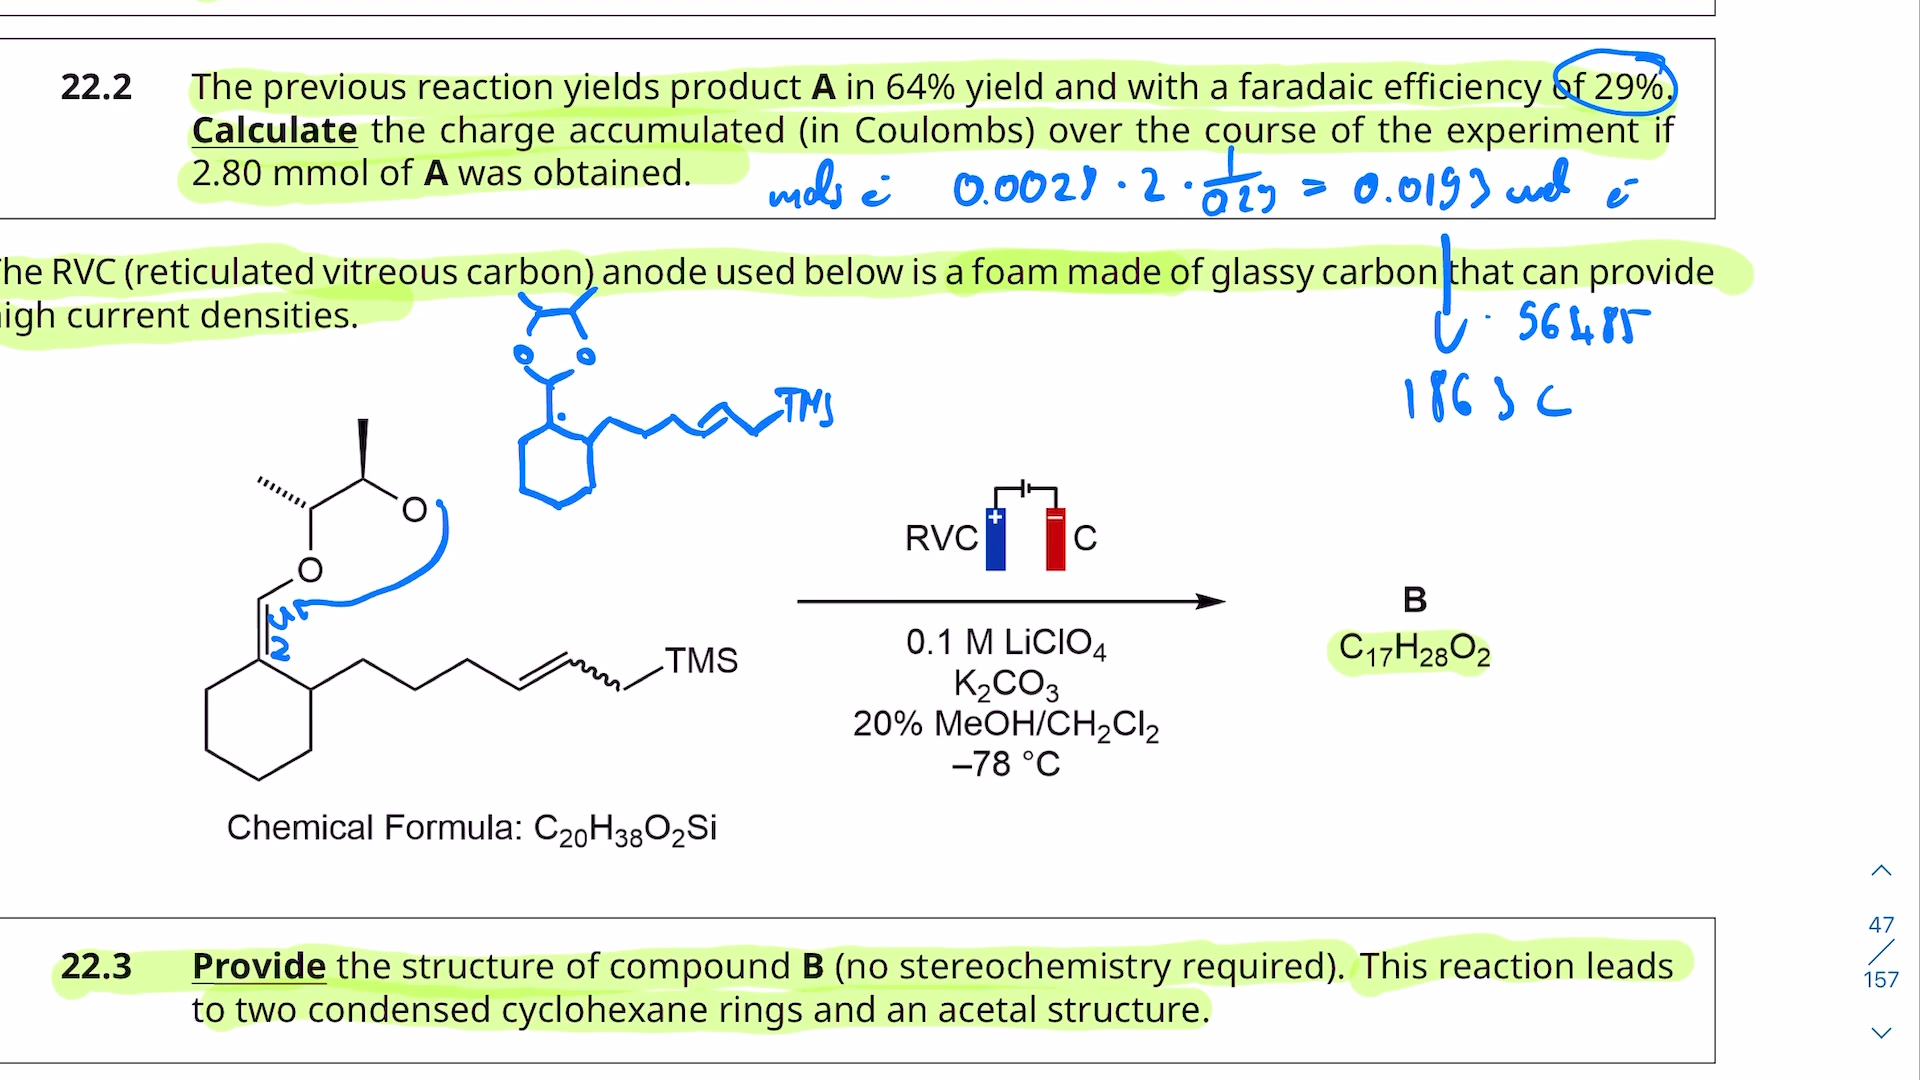 22.2 The previous reaction yields product A in 64% yield and with a faradaic efficiency of 29%.
Calculate the charge accumulated (in Coulombs) over the course of the experiment if
2.80 mmol of A was obtained.
mols e⁻ 0.0028 · 2 · 1/0.29 = 0.0193 mol e⁻
he RVC (reticulated vitreous carbon) anode used below is a foam made of glassy carbon that can provide
igh current densities.
· 96485
1863 C
O O
TMS
O
O
TMS
RVC + − C
B
0.1 M LiClO₄
C₁₇H₂₈O₂
K₂CO₃
20% MeOH/CH₂Cl₂
–78 °C
Chemical Formula: C₂₀H₃₈O₂Si
47
157
22.3 Provide the structure of compound B (no stereochemistry required). This reaction leads
to two condensed cyclohexane rings and an acetal structure.